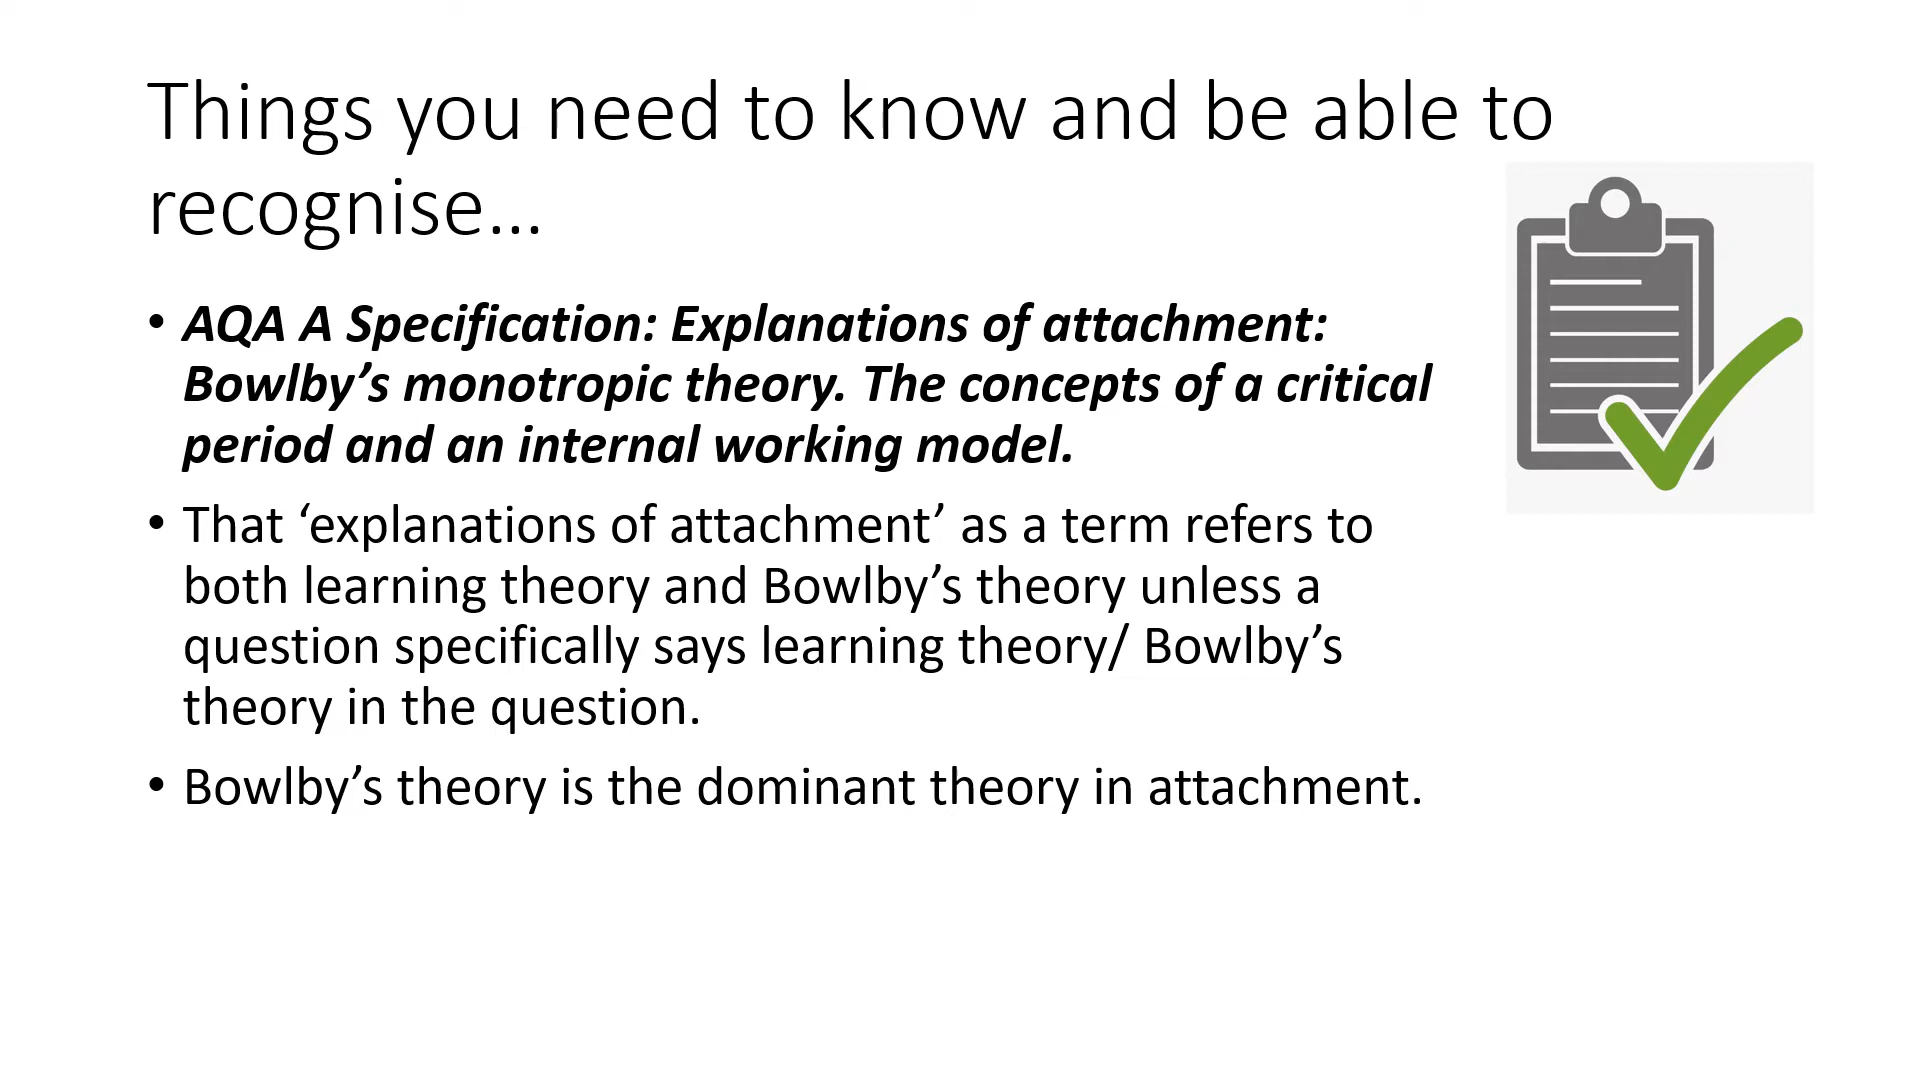 Things you need to know and be able to
recognise…
• AQA A Specification: Explanations of attachment:
Bowlby’s monotropic theory. The concepts of a critical
period and an internal working model.
• That ‘explanations of attachment’ as a term refers to
both learning theory and Bowlby’s theory unless a
question specifically says learning theory/ Bowlby’s
theory in the question.
• Bowlby’s theory is the dominant theory in attachment.